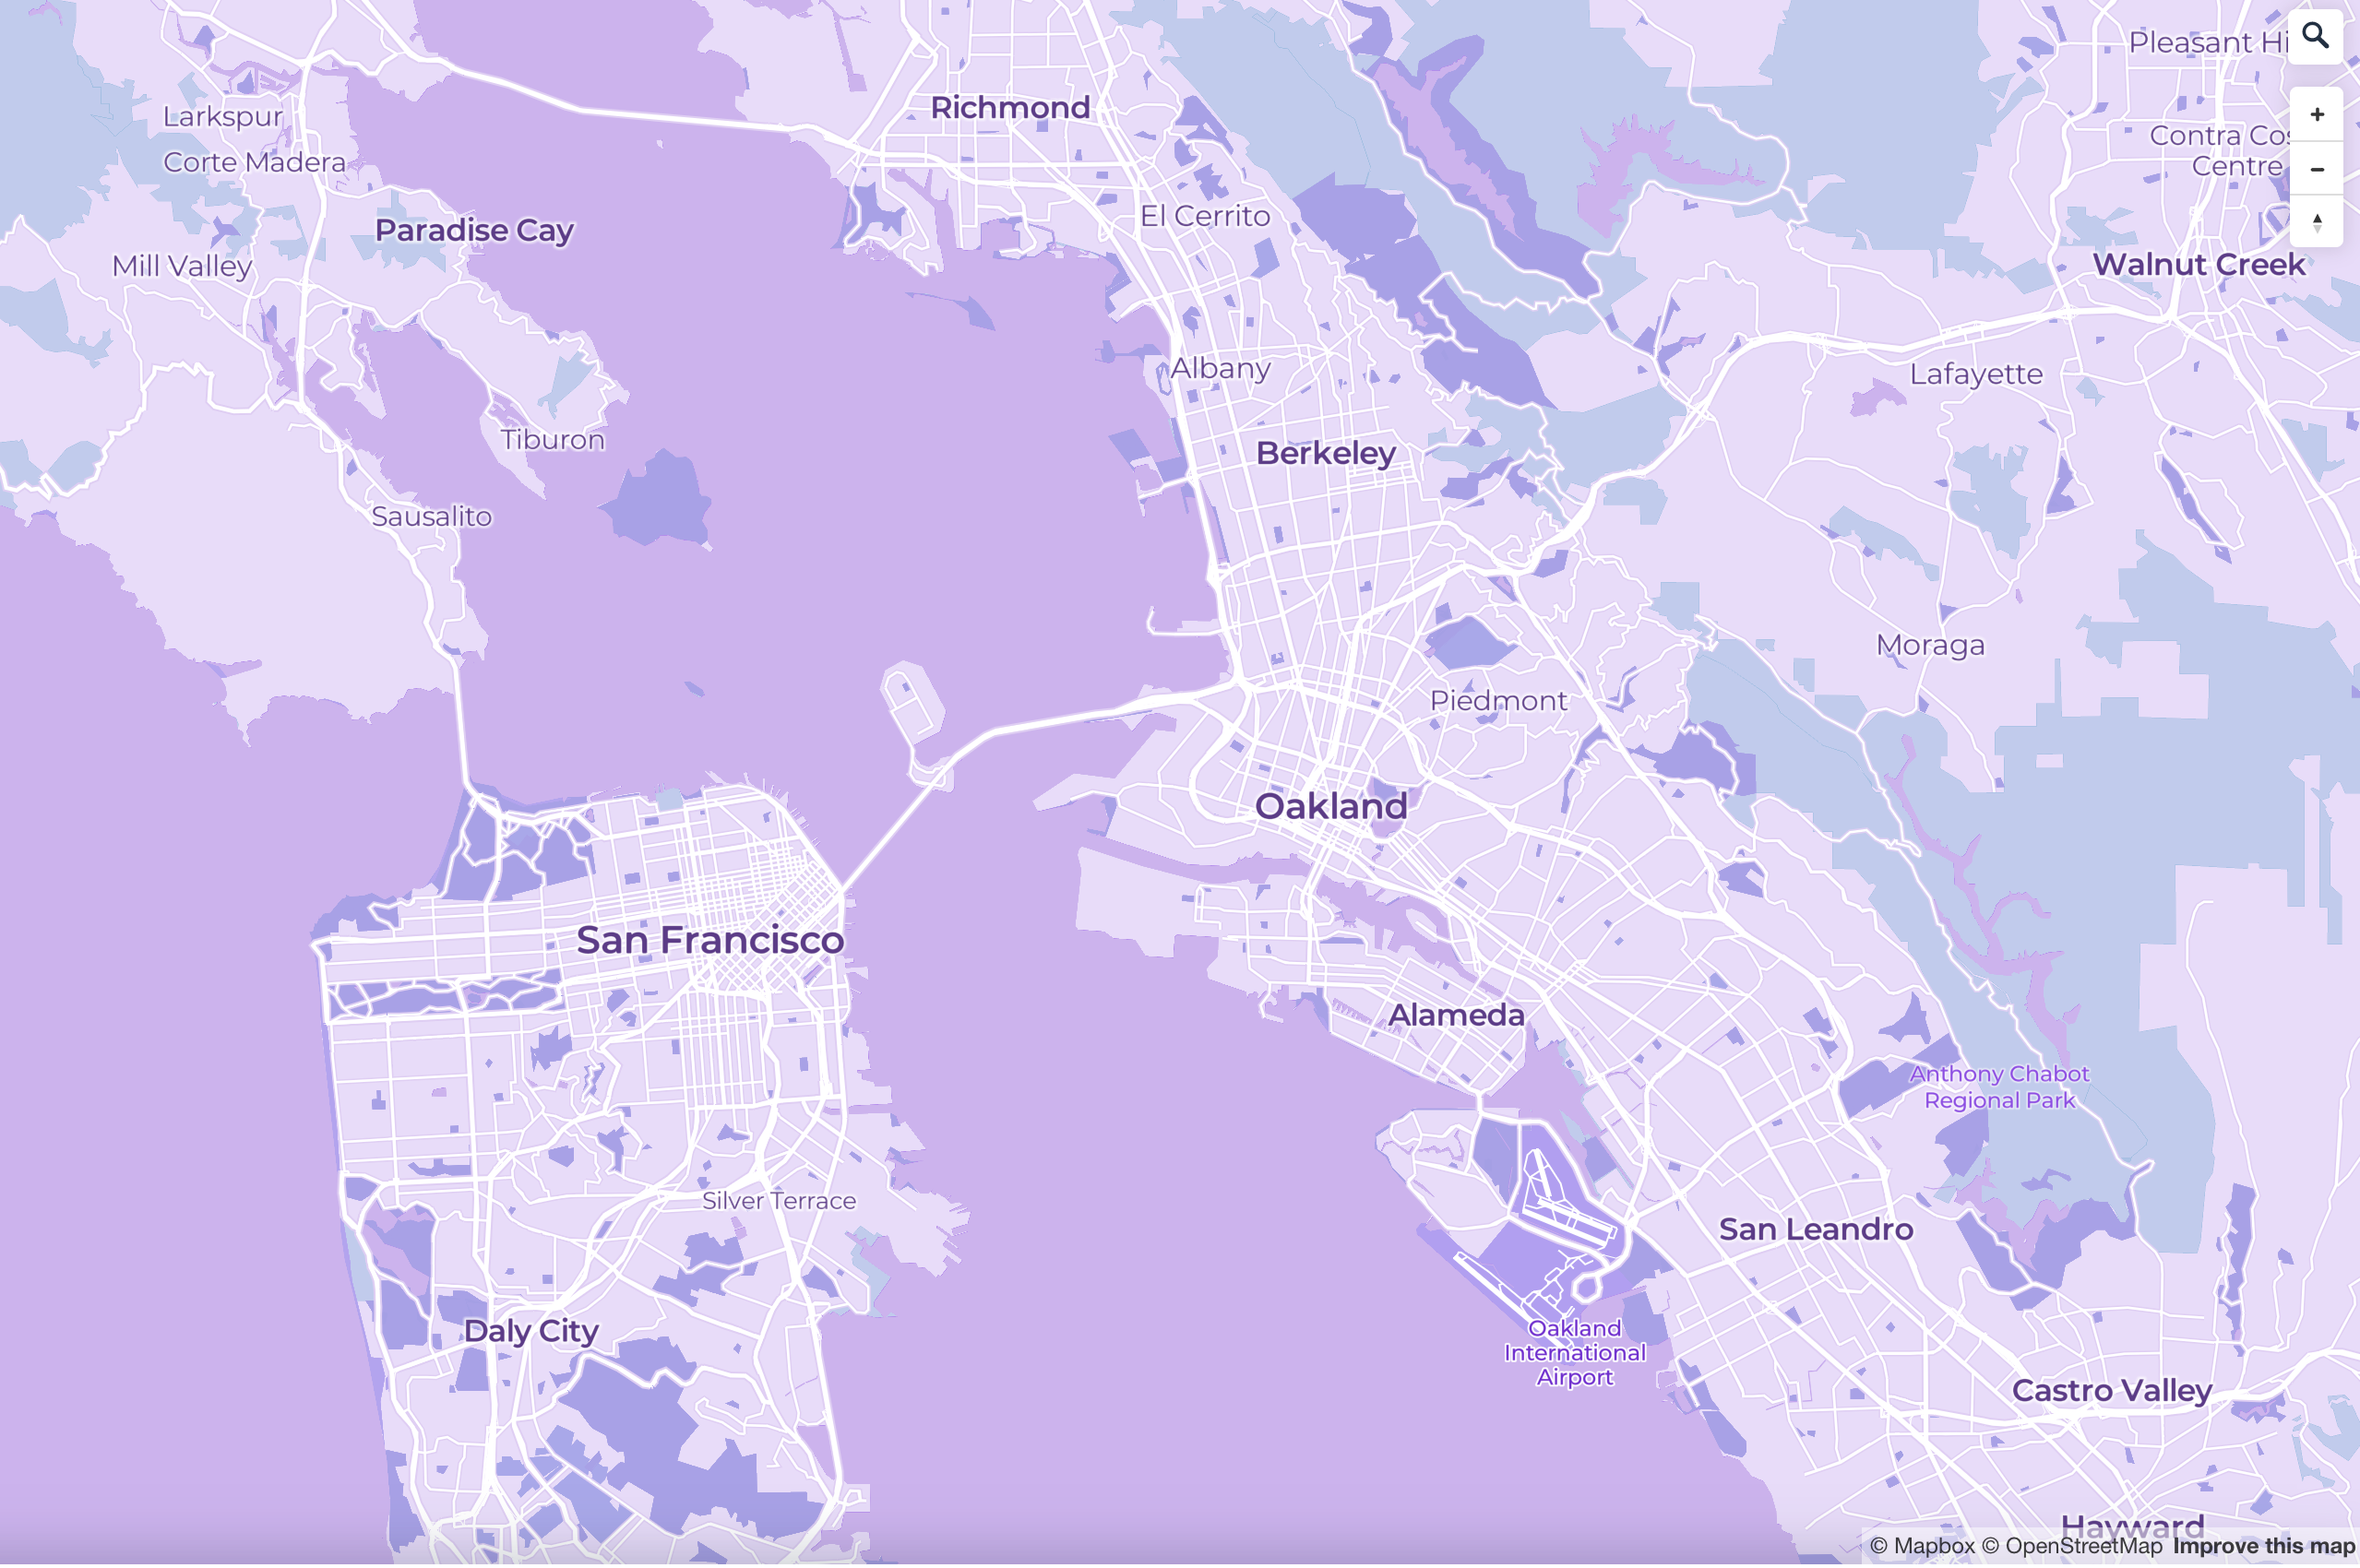 Pleasant Hi
Richmond
Larkspur
Contra Cos
Centre
Corte Madera
El Cerrito
Paradise Cay
Mill Valley
Walnut Creek
Albany
Lafayette
Tiburon
Berkeley
Sausalito
Moraga
Piedmont
Oakland
San Francisco
Alameda
Anthony Chabot
Regional Park
Silver Terrace
San Leandro
Daly City
Oakland
International
Airport
Castro Valley
Hayward
© Mapbox © OpenStreetMap Improve this map